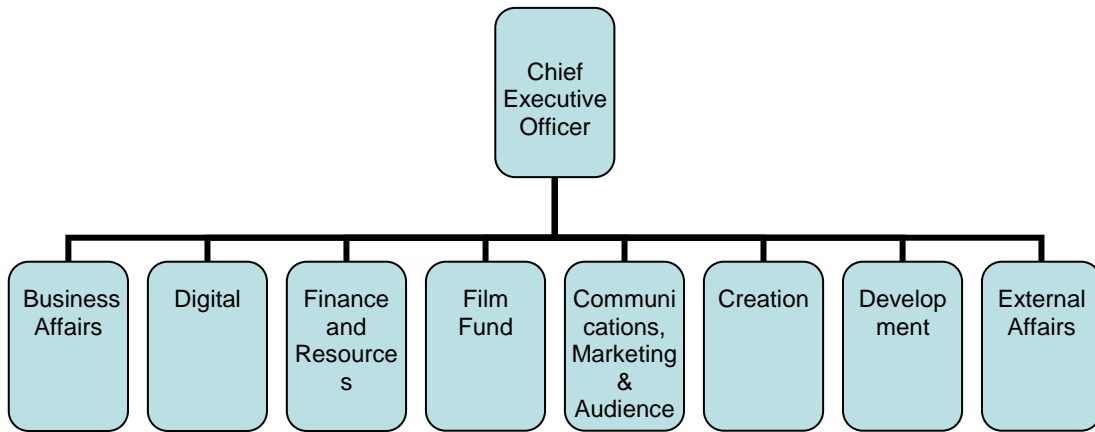 Chief
Executive
Officer
Business
Affairs
Digital
Finance
and
Resource
s
Film
Fund
Communi
cations,
Marketing
&
Audience
Creation
Develop
ment
External
Affairs